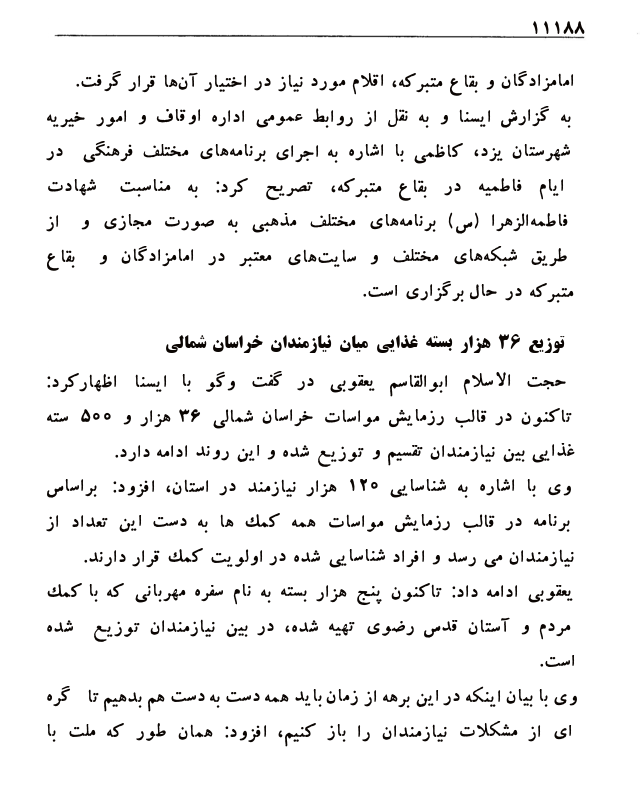 ۱۱۱۸۸
امامزادگان و بقاع متبرکه، اقلام مورد نیاز در اختیار آن‌ها قرار گرفت.
به گزارش ایسنا و به نقل از روابط عمومی اداره اوقاف و امور خیریه
شهرستان یزد، کاظمی با اشاره به اجرای برنامه‌های مختلف فرهنگی در
ایام فاطمیه در بقاع متبرکه، تصریح کرد: به مناسبت شهادت
فاطمه‌الزهرا (س) برنامه‌های مختلف مذهبی به صورت مجازی و از
طریق شبکه‌های مختلف و سایت‌های معتبر در امامزادگان و بقاع
متبرکه در حال برگزاری است.
توزیع ۳۶ هزار بسته غذایی میان نیازمندان خراسان شمالی
حجت الاسلام ابوالقاسم یعقوبی در گفت وگو با ایسنا اظهارکرد:
تاکنون در قالب رزمایش مواسات خراسان شمالی ۳۶ هزار و ۵۰۰ سته
غذایی بین نیازمندان تقسیم و توزیع شده و این روند ادامه دارد.
وی با اشاره به شناسایی ۱۲۰ هزار نیازمند در استان، افزود: براساس
برنامه در قالب رزمایش مواسات همه کمك ها به دست این تعداد از
نیازمندان می رسد و افراد شناسایی شده در اولویت کمك قرار دارند.
یعقوبی ادامه داد: تاکنون پنج هزار بسته به نام سفره مهربانی که با کمك
مردم و آستان قدس رضوی تهیه شده، در بین نیازمندان توزیع شده
است.
وی با بیان اینکه در این برهه از زمان باید همه دست به دست هم بدهیم تا گره
ای از مشکلات نیازمندان را باز کنیم، افزود: همان طور که ملت با